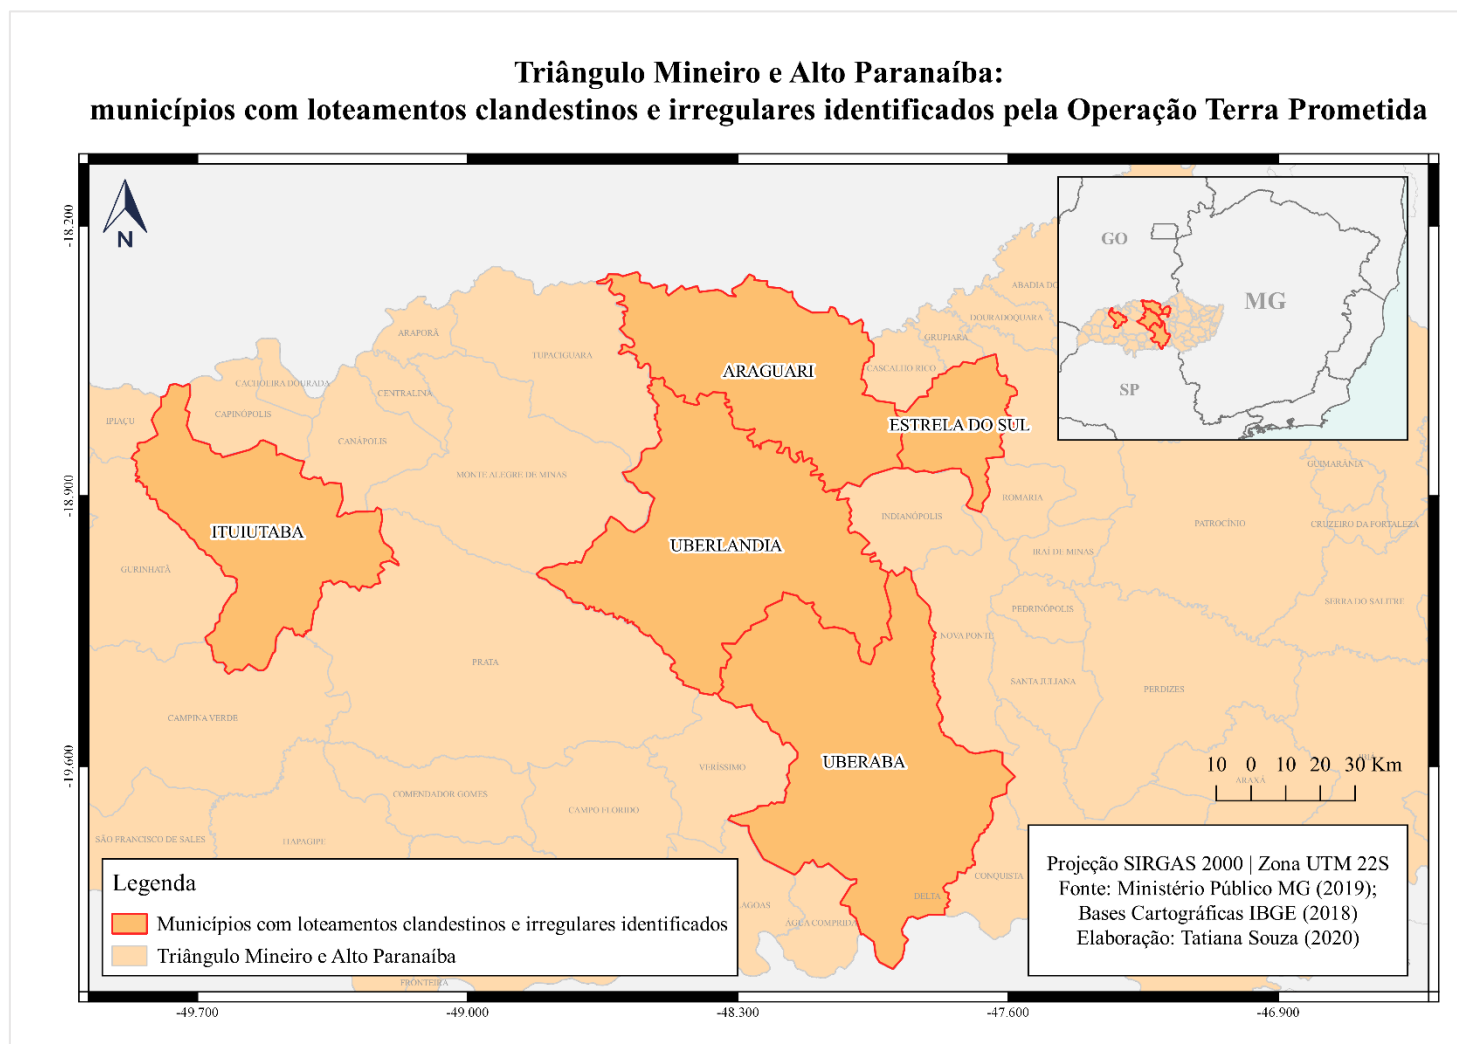 Triângulo Mineiro e Alto Paranaíba:
municípios com loteamentos clandestinos e irregulares identificados pela Operação Terra Prometida
N
-18.200
-18.900
-19.600
GO
MG
SP
ABADIA DO
DOURADOQUARA
GRUPIARA
ARAPORÃ
TUPACIGUARA
CASCALHO RICO
ARAGUARI
CACHOEIRA DOURADA
CENTRALINA
IPIAÇU
CAPINÓPOLIS
ESTRELA DO SUL
CANÁPOLIS
MONTE ALEGRE DE MINAS
GUIMARÂNIA
ROMARIA
INDIANÓPOLIS
PATROCÍNIO
CRUZEIRO DA FORTALEZA
ITUIUTABA
UBERLANDIA
IRAÍ DE MINAS
GURINHATÃ
SERRA DO SALITRE
PEDRINÓPOLIS
NOVA PONTE
PRATA
SANTA JULIANA
PERDIZES
CAMPINA VERDE
UBERABA
VERÍSSIMO
IBIÁ
ARAXÁ
10 0 10 20 30 Km
COMENDADOR GOMES
CAMPO FLORIDO
SÃO FRANCISCO DE SALES
ITAPAGIPE
CONQUISTA
DELTA
LAGOAS
ÁGUA COMPRIDA
FRONTEIRA
Legenda
Municípios com loteamentos clandestinos e irregulares identificados
Triângulo Mineiro e Alto Paranaíba
Projeção SIRGAS 2000 | Zona UTM 22S
Fonte: Ministério Público MG (2019);
Bases Cartográficas IBGE (2018)
Elaboração: Tatiana Souza (2020)
-49.700
-49.000
-48.300
-47.600
-46.900